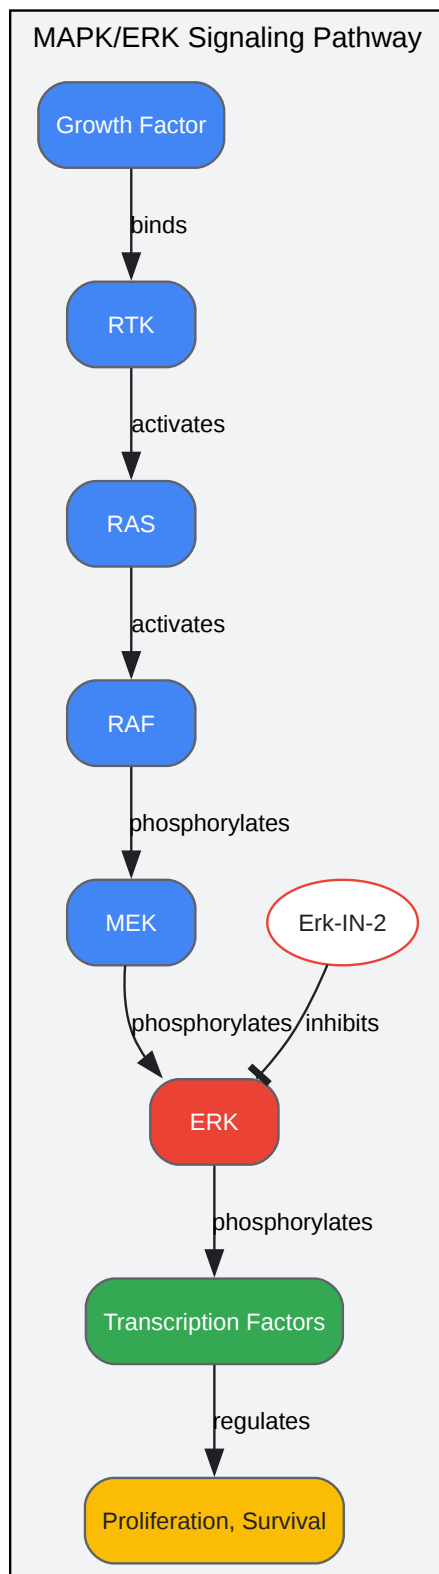 MAPK/ERK Signaling Pathway
Growth Factor
binds
RTK
activates
RAS
activates
RAF
phosphorylates
MEK
Erk-IN-2
phosphorylates
inhibits
ERK
phosphorylates
Transcription Factors
regulates
Proliferation, Survival